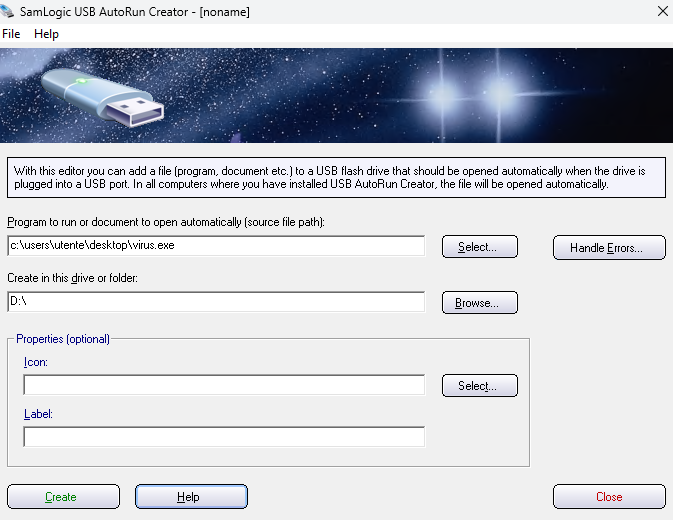 SamLogic USB AutoRun Creator - [noname]
File Help
With this editor you can add a file (program, document etc.) to a USB flash drive that should be opened automatically when the drive is
plugged into a USB port. In all computers where you have installed USB AutoRun Creator, the file will be opened automatically.
Program to run or document to open automatically (source file path):
c:\users\utente\desktop\virus.exe
Select...
Handle Errors...
Create in this drive or folder:
D:\
Browse...
Properties (optional)
Icon:
Select...
Label:
Create
Help
Close